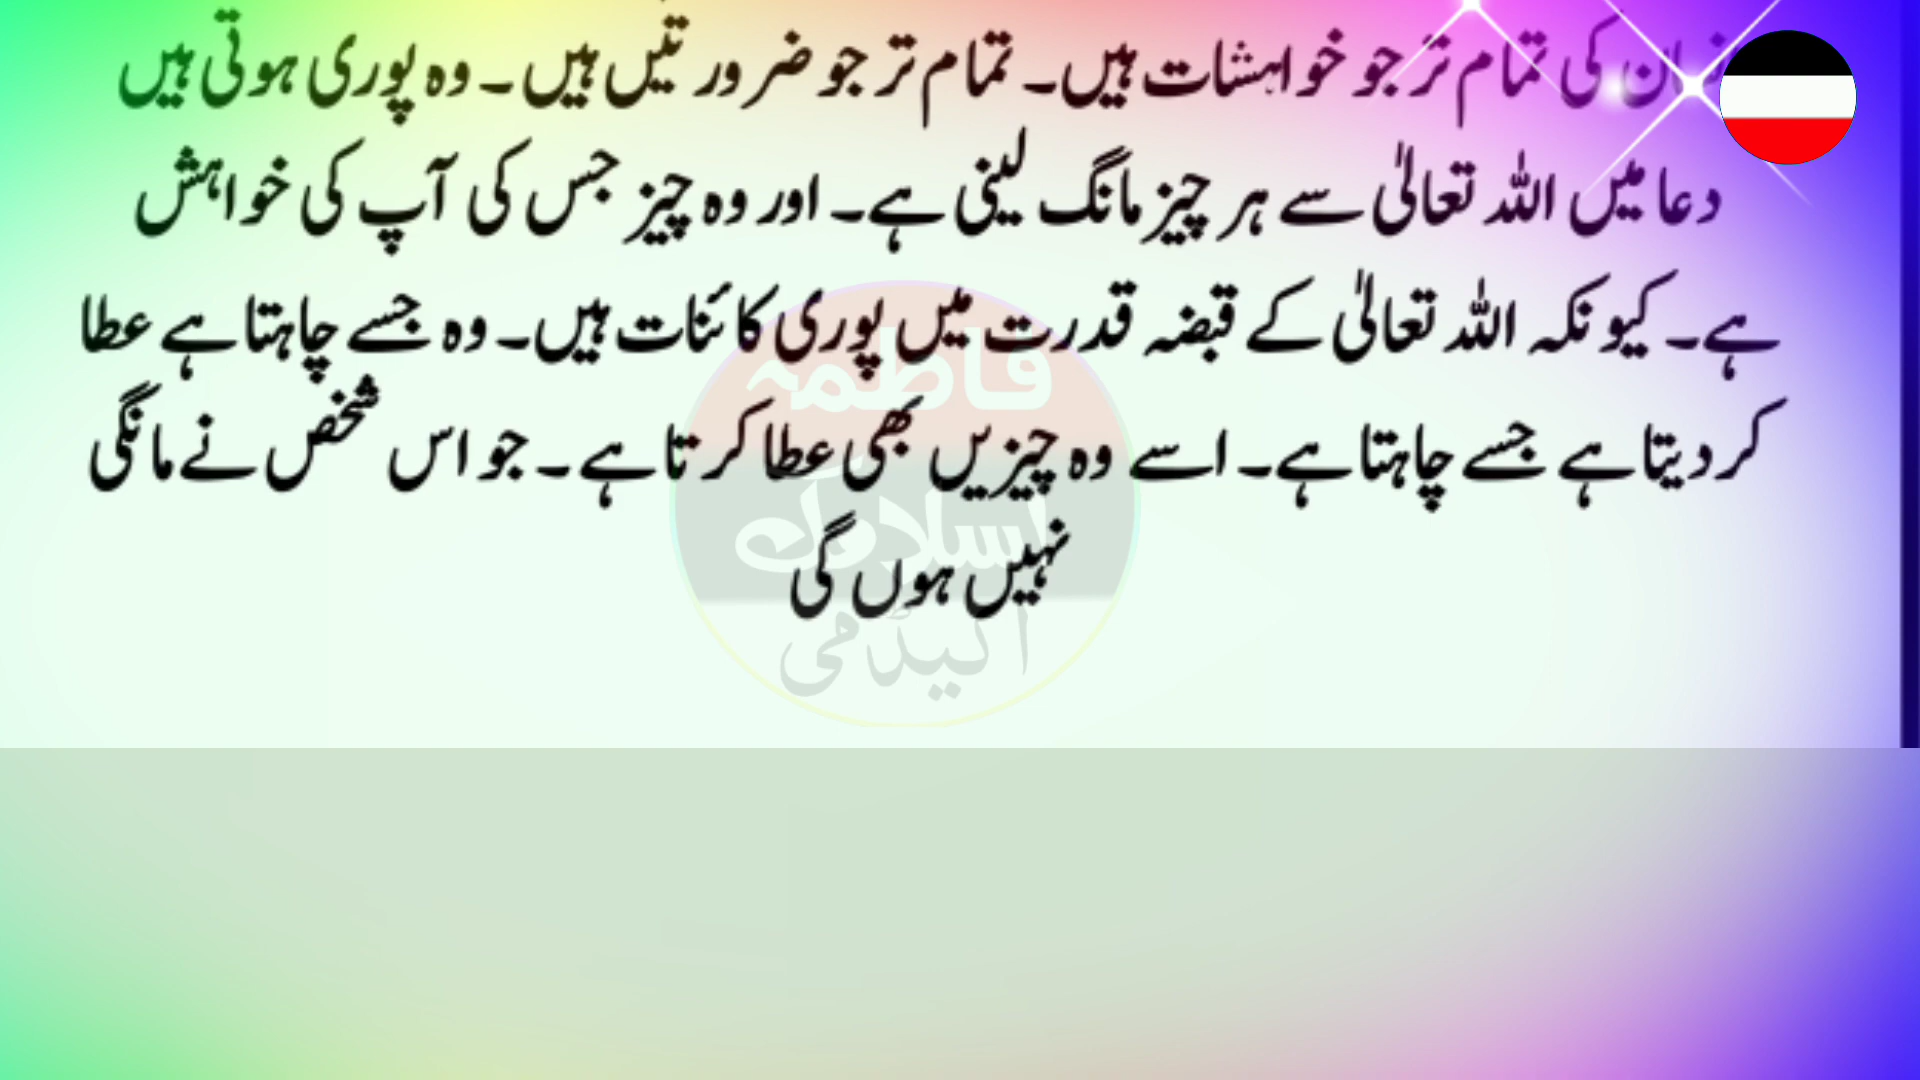 کی تمام تر جو خواہشات ہیں۔ تمام تر جو ضرورتیں ہیں۔ وہ پوری ہوتی ہیں
دعا میں اللہ تعالیٰ سے ہر چیز مانگ لینی ہے۔ اور وہ چیز جس کی آپ کی خواہش
ہے۔ کیونکہ اللہ تعالیٰ کے قبضہ قدرت میں پوری کائنات ہیں۔ وہ جسے چاہتا ہے عطا
کر دیتا ہے جسے چاہتا ہے۔ اسے وہ چیزیں بھی عطا کرتا ہے۔ جو اس شخص نے مانگی
نہیں ہوں گی
فاطمہ
اسلامک
اکیڈمی